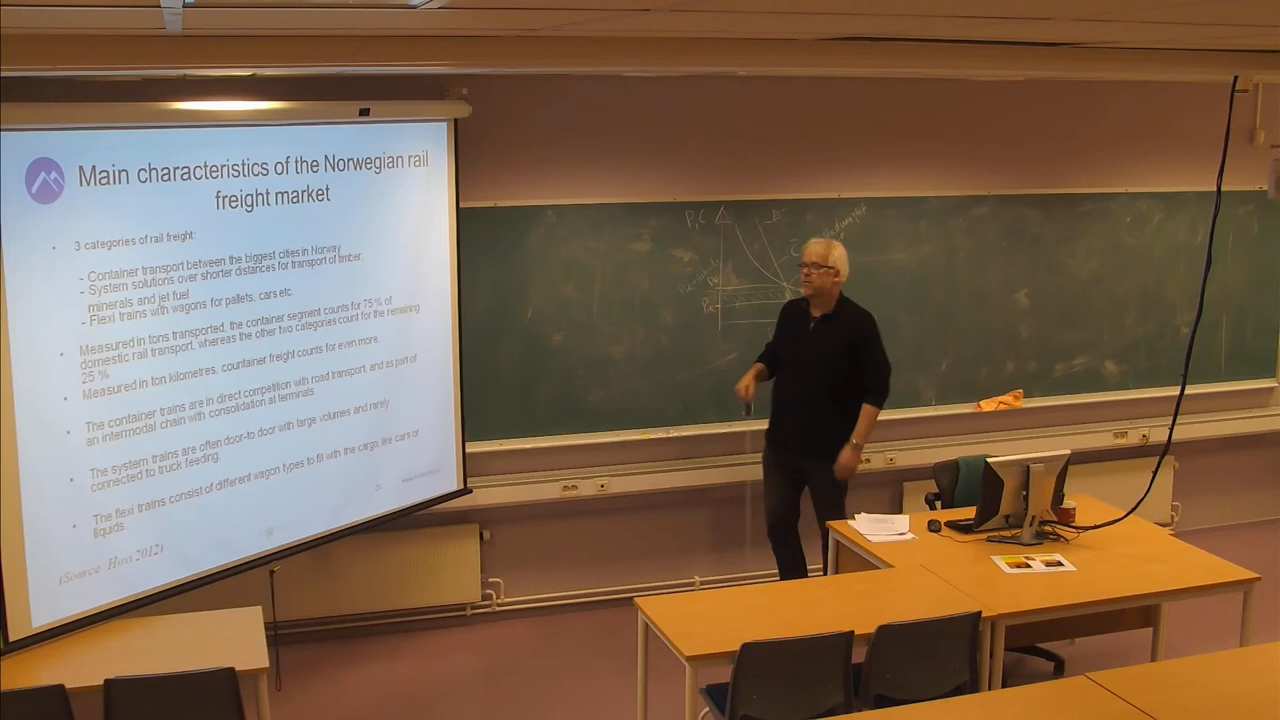 Main characteristics of the Norwegian rail
freight market
• 3 categories of rail freight:
- Container transport between the biggest cities in Norway
- System solutions over shorter distances for transport of timber,
minerals and jet fuel
- Flexi trains with wagons for pallets, cars etc.
• Measured in tons transported, the container segment counts for 75 % of
domestic rail transport, whereas the other two categories count for the remaining
25 %
• Measured in ton kilometres, countainer freight counts for even more.
• The container trains are in direct competition with road transport, and as part of
an intermodal chain with consolidation at terminals.
• The system trains are often door-to door with large volumes and rarely
connected to truck feeding.
• The flexi trains consist of different wagon types to fit with the cargo, like cars or
liquids.
(Source: Hovi 2012)
P, C
D